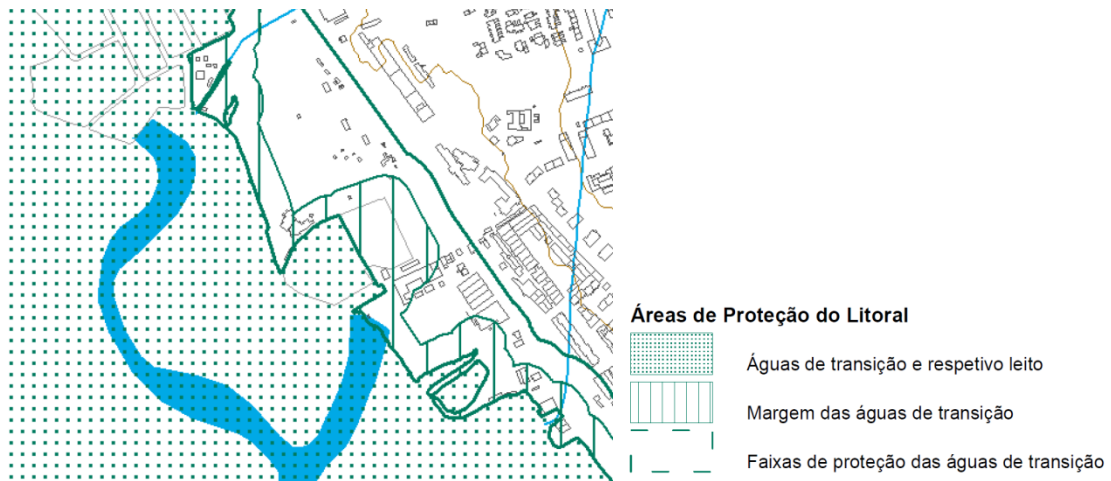 Áreas de Proteção do Litoral
Águas de transição e respetivo leito
Margem das águas de transição
Faixas de proteção das águas de transição